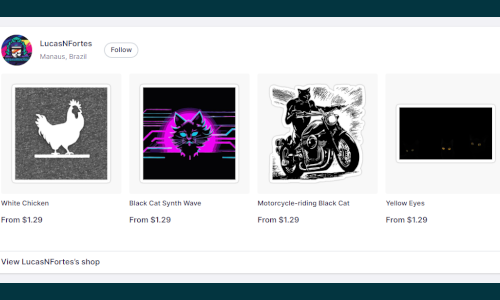 LucasNFortes
Manaus, Brazil
Follow
White Chicken
From $1.29
Black Cat Synth Wave
From $1.29
Motorcycle-riding Black Cat
From $1.29
Yellow Eyes
From $1.29
View LucasNFortes's shop